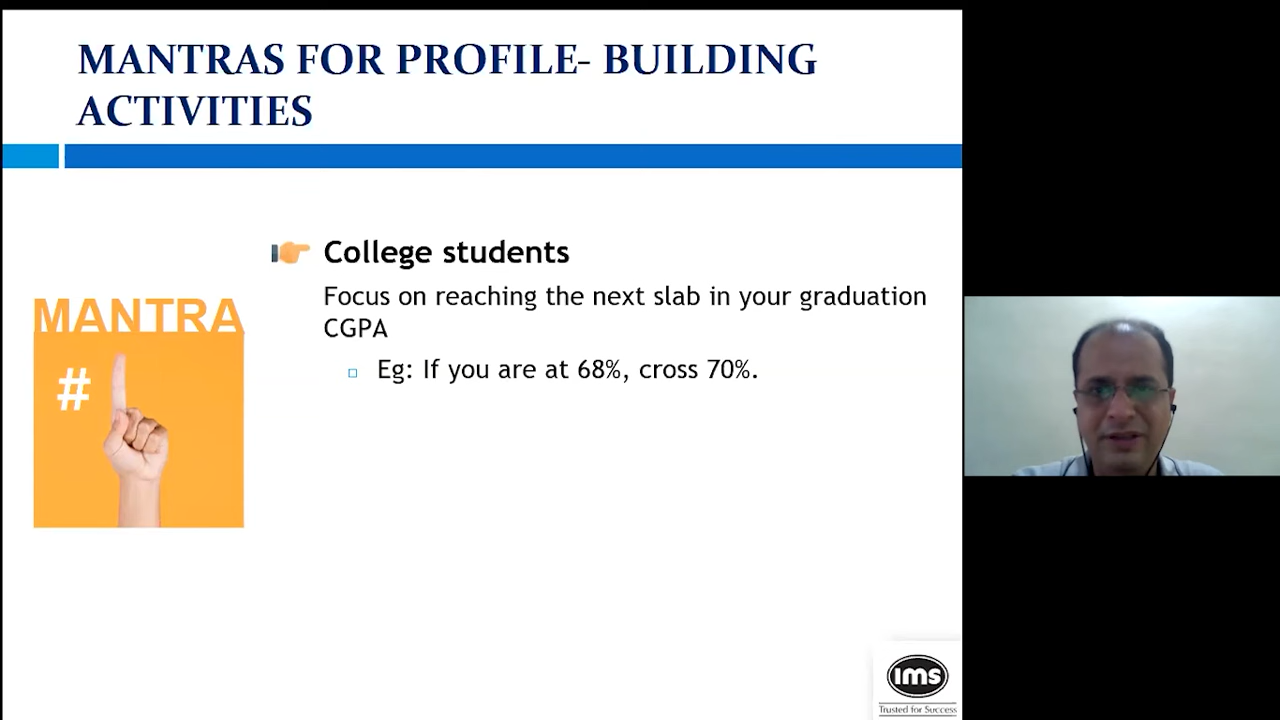 MANTRAS FOR PROFILE- BUILDING
ACTIVITIES
College students
Focus on reaching the next slab in your graduation
CGPA
Eg: If you are at 68%, cross 70%.
MANTRA
#
ims
Trusted for Success